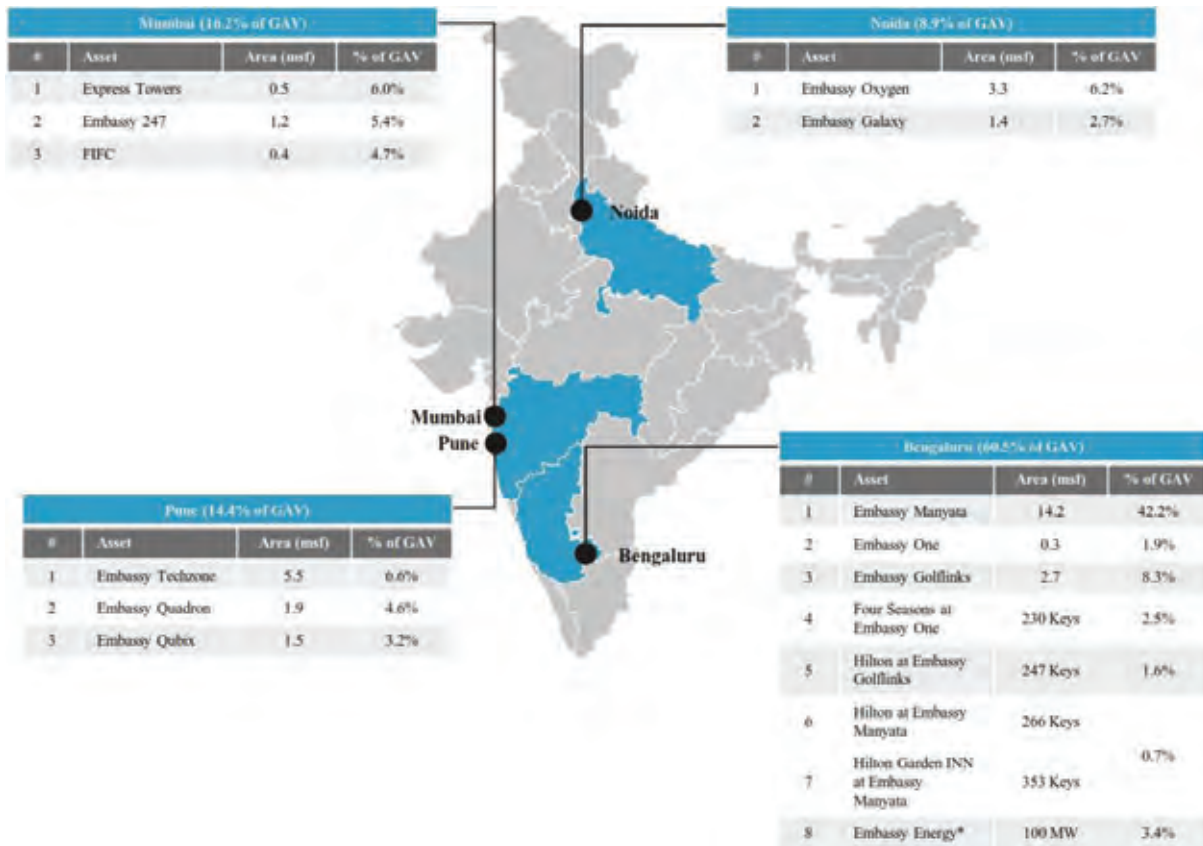 Mumbai (16.2% of GAV)
# Asset Area (msf) % of GAV
1 Express Towers 0.5 6.0%
2 Embassy 247 1.2 5.4%
3 FIFC 0.4 4.7%
Noida (8.9% of GAV)
# Asset Area (msf) % of GAV
1 Embassy Oxygen 3.3 6.2%
2 Embassy Galaxy 1.4 2.7%
Noida
Mumbai
Pune
Bengaluru
Pune (14.4% of GAV)
# Asset Area (msf) % of GAV
1 Embassy Techzone 5.5 6.6%
2 Embassy Quadron 1.9 4.6%
3 Embassy Qubix 1.5 3.2%
Bengaluru (60.5% of GAV)
# Asset Area (msf) % of GAV
1 Embassy Manyata 14.2 42.2%
2 Embassy One 0.3 1.9%
3 Embassy Golflinks 2.7 8.3%
4 Four Seasons at
Embassy One 230 Keys 2.5%
5 Hilton at Embassy
Golflinks 247 Keys 1.6%
6 Hilton at Embassy
Manyata 266 Keys
0.7%
7 Hilton Garden INN
at Embassy
Manyata 353 Keys
8 Embassy Energy* 100 MW 3.4%